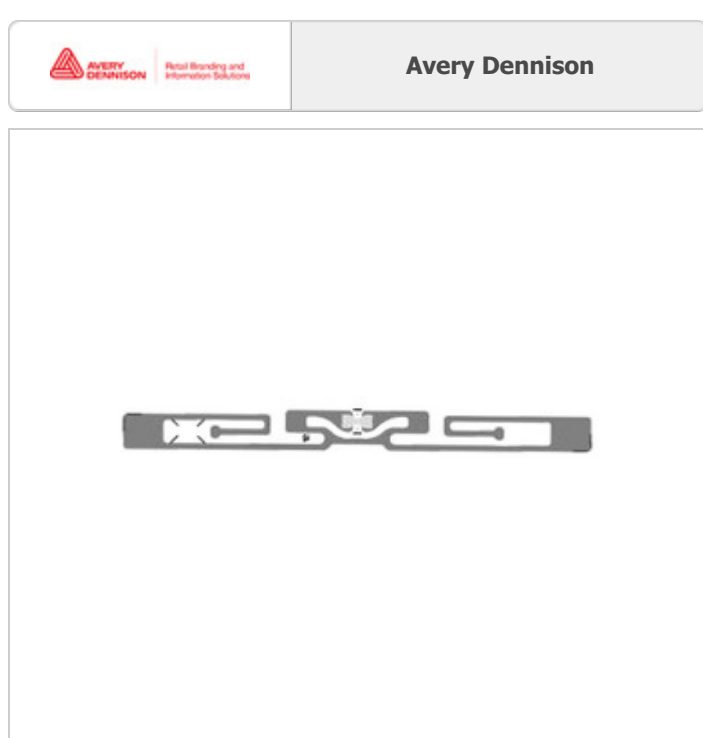 AVERY
DENNISON
Retail Branding and
Information Solutions
Avery Dennison